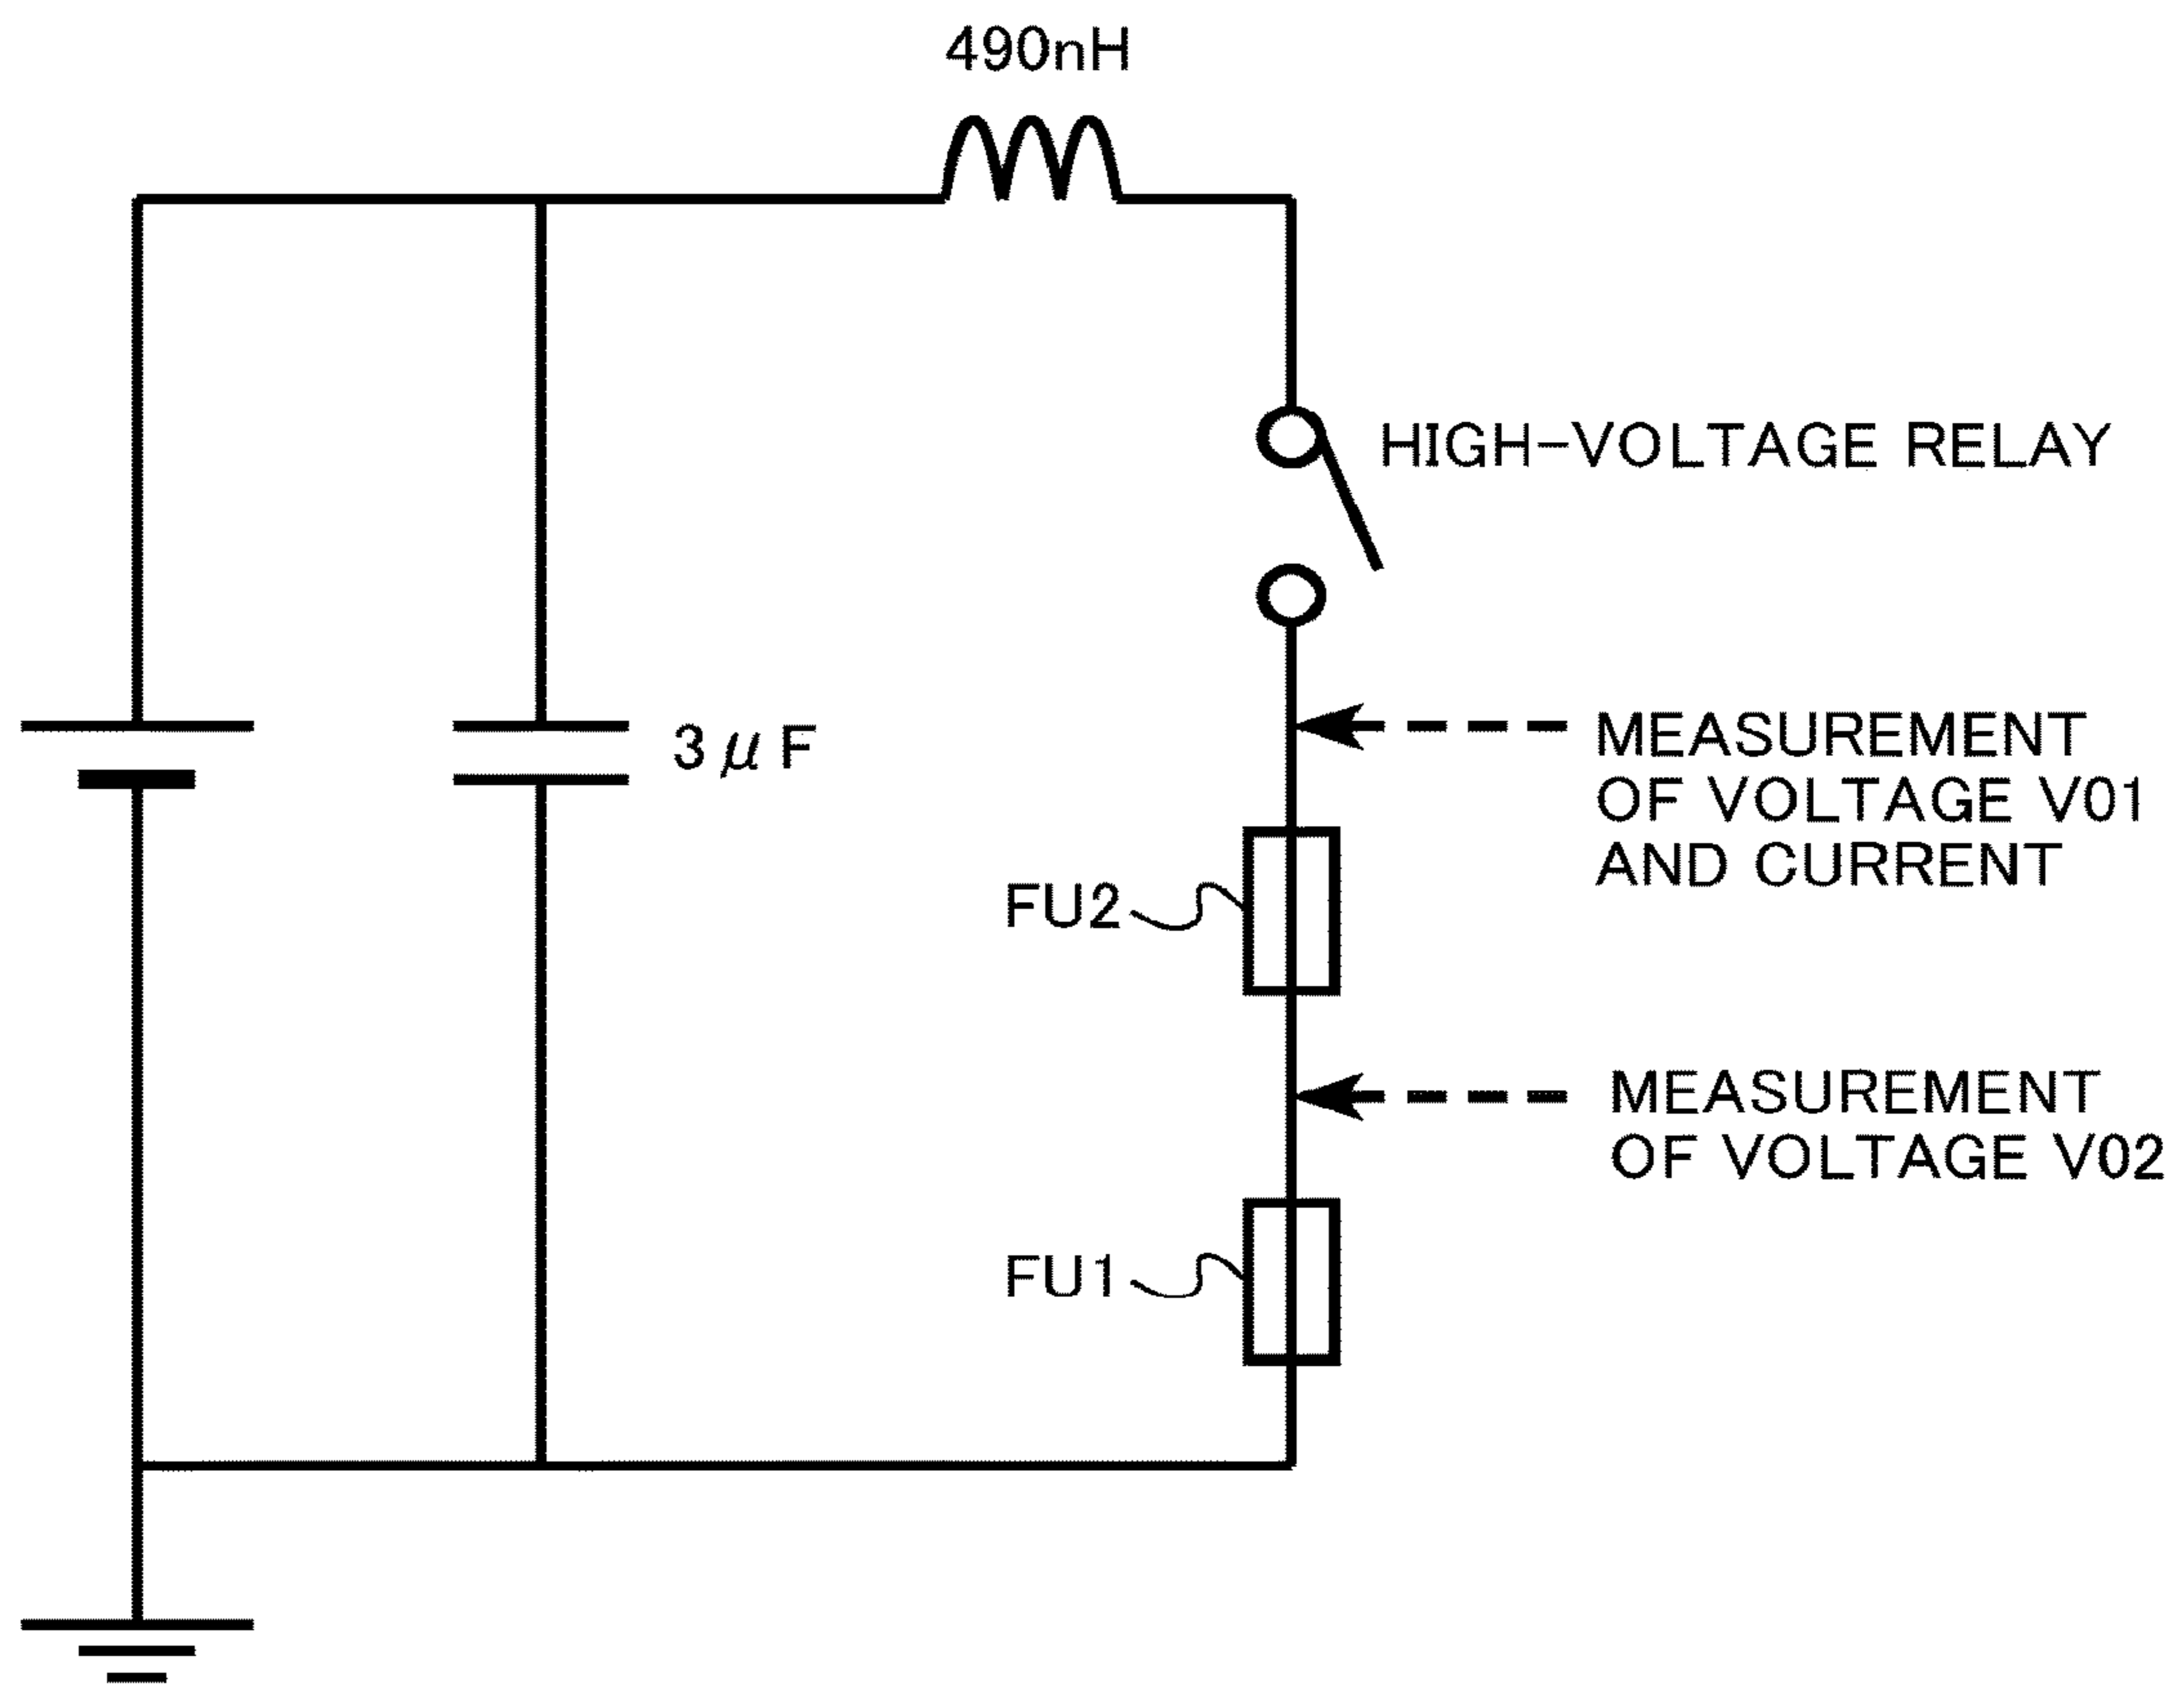 490nH
HIGH-VOLTAGE RELAY
3μF
MEASUREMENT
OF VOLTAGE V01
AND CURRENT
FU2
MEASUREMENT
OF VOLTAGE V02
FU1